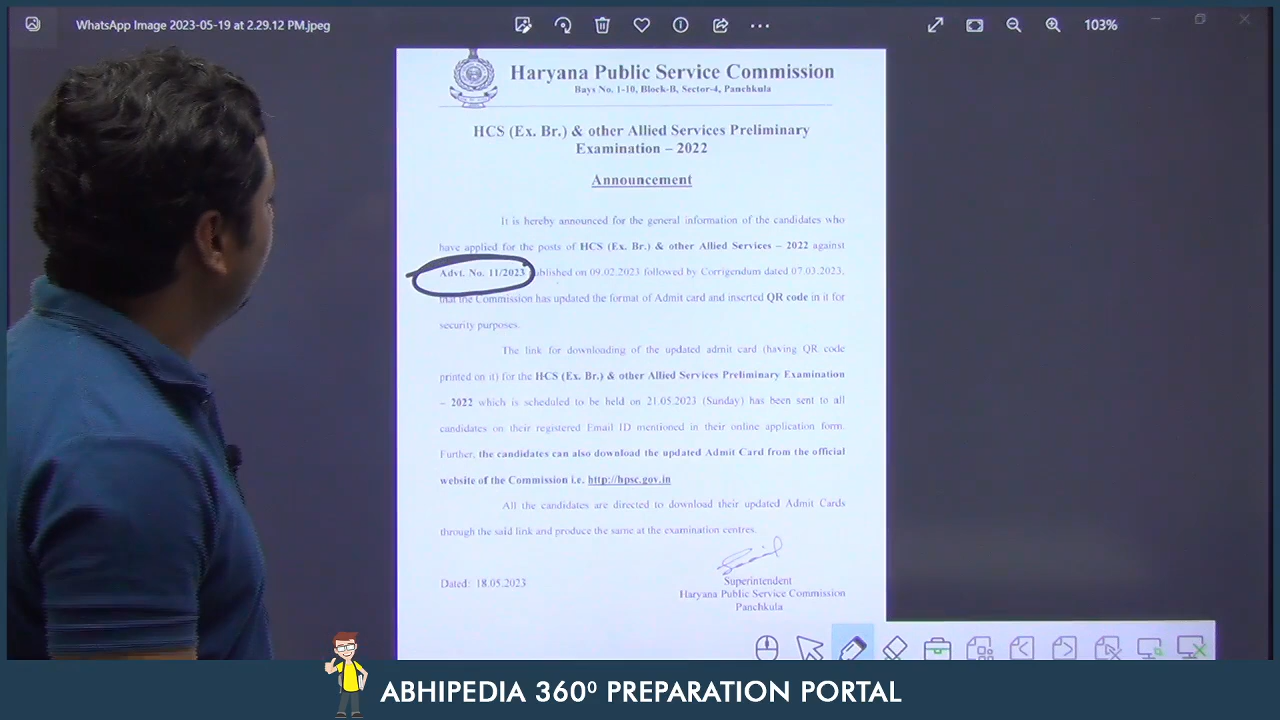 WhatsApp Image 2023-05-19 at 2.29.12 PM.jpeg
103%
Haryana Public Service Commission
Bays No. 1-10, Block-B, Sector-4, Panchkula
HCS (Ex. Br.) & other Allied Services Preliminary
Examination – 2022
Announcement
It is hereby announced for the general information of the candidates who
have applied for the posts of HCS (Ex. Br.) & other Allied Services – 2022 against
Advt. No. 11/2023 published on 09.02.2023 followed by Corrigendum dated 07.03.2023,
that the Commission has updated the format of Admit card and inserted QR code in it for
security purposes.
The link for downloading of the updated admit card (having QR code
printed on it) for the HCS (Ex. Br.) & other Allied Services Preliminary Examination
– 2022 which is scheduled to be held on 21.05.2023 (Sunday) has been sent to all
candidates on their registered Email ID mentioned in their online application form.
Further, the candidates can also download the updated Admit Card from the official
website of the Commission i.e. http://hpsc.gov.in
All the candidates are directed to download their updated Admit Cards
through the said link and produce the same at the examination centres.
Dated: 18.05.2023
Superintendent
Haryana Public Service Commission
Panchkula
ABHIPEDIA 360⁰ PREPARATION PORTAL